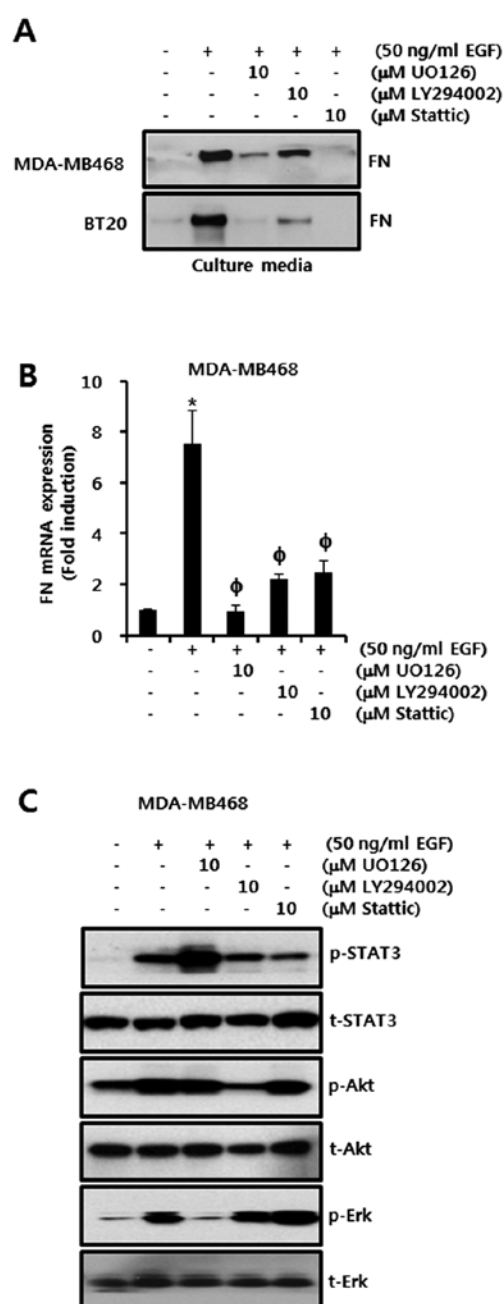 A
- + + + + (50 ng/ml EGF)
- - 10 - - (μM UO126)
- - - 10 - (μM LY294002)
- - - - 10 (μM Stattic)
MDA-MB468 FN
BT20 FN
Culture media
B
MDA-MB468
FN mRNA expression
(Fold induction)
10
8
6
4
2
0
*
ϕ
ϕ
ϕ
- + + + + (50 ng/ml EGF)
- - 10 - - (μM UO126)
- - - 10 - (μM LY294002)
- - - - 10 (μM Stattic)
C
MDA-MB468
- + + + + (50 ng/ml EGF)
- - 10 - - (μM UO126)
- - - 10 - (μM LY294002)
- - - - 10 (μM Stattic)
p-STAT3
t-STAT3
p-Akt
t-Akt
p-Erk
t-Erk